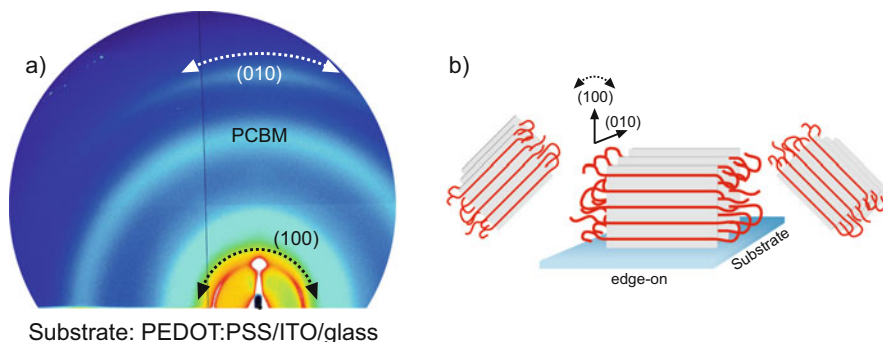 a)
(010)
PCBM
(100)
Substrate: PEDOT:PSS/ITO/glass
b)
(100)
(010)
Substrate
edge-on